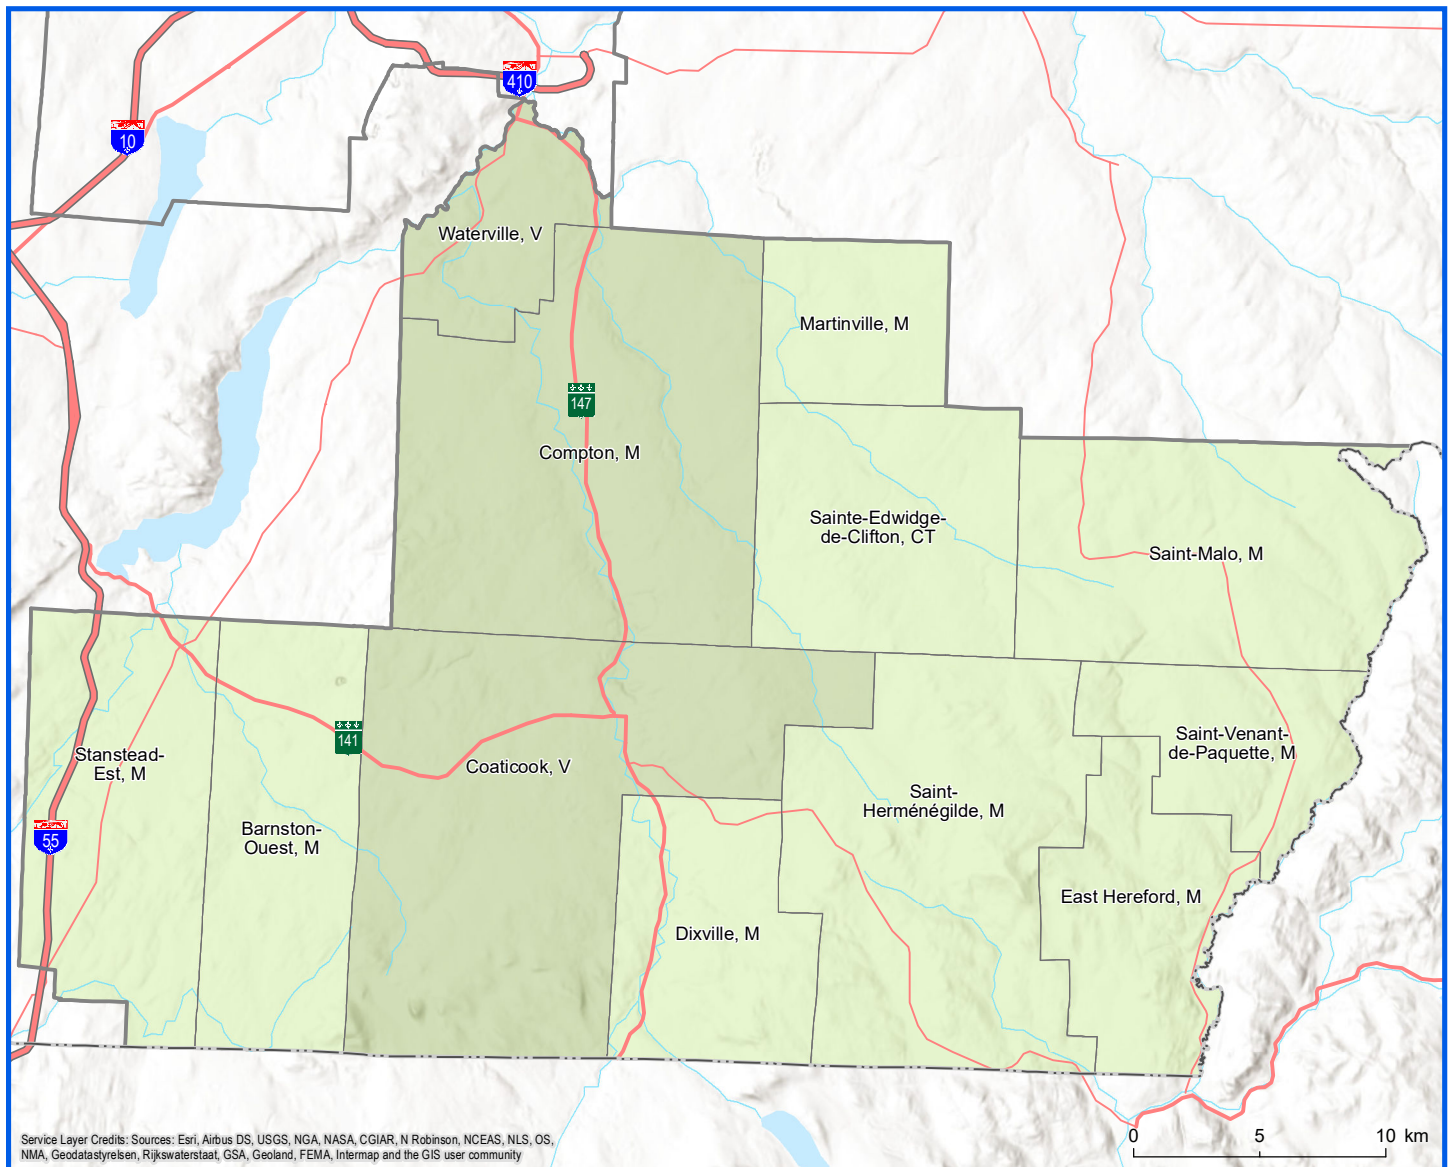 410
10
Waterville, V
Martinville, M
147
Compton, M
Sainte-Edwidge-
de-Clifton, CT
Saint-Malo, M
141
Stanstead-
Est, M
Coaticook, V
Saint-Venant-
de-Paquette, M
Saint-
Herménégilde, M
55
Barnston-
Ouest, M
East Hereford, M
Dixville, M
0 5 10 km
Service Layer Credits: Sources: Esri, Airbus DS, USGS, NGA, NASA, CGIAR, N Robinson, NCEAS, NLS, OS,
NMA, Geodatastyrelsen, Rijkswaterstaat, GSA, Geoland, FEMA, Intermap and the GIS user community